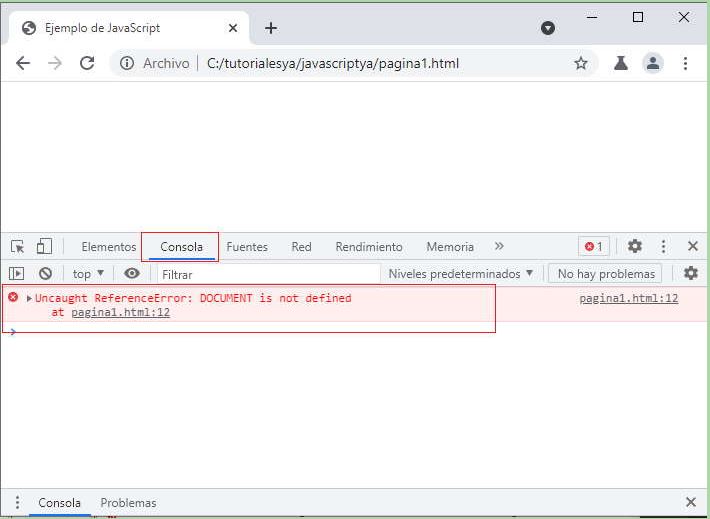 Ejemplo de JavaScript
Archivo C:/tutorialesya/javascriptya/pagina1.html
Elementos Consola Fuentes Red Rendimiento Memoria » 1
top Filtrar Niveles predeterminados No hay problemas
Uncaught ReferenceError: DOCUMENT is not defined pagina1.html:12
at pagina1.html:12
Consola Problemas